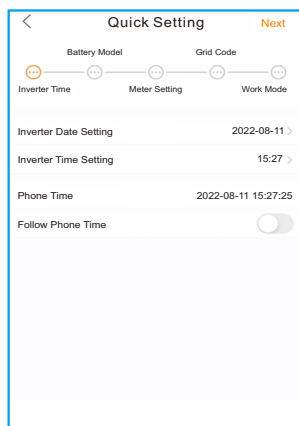 Quick Setting Next
Battery Model Grid Code
Inverter Time Meter Setting Work Mode
Inverter Date Setting 2022-08-11
Inverter Time Setting 15:27
Phone Time 2022-08-11 15:27:25
Follow Phone Time